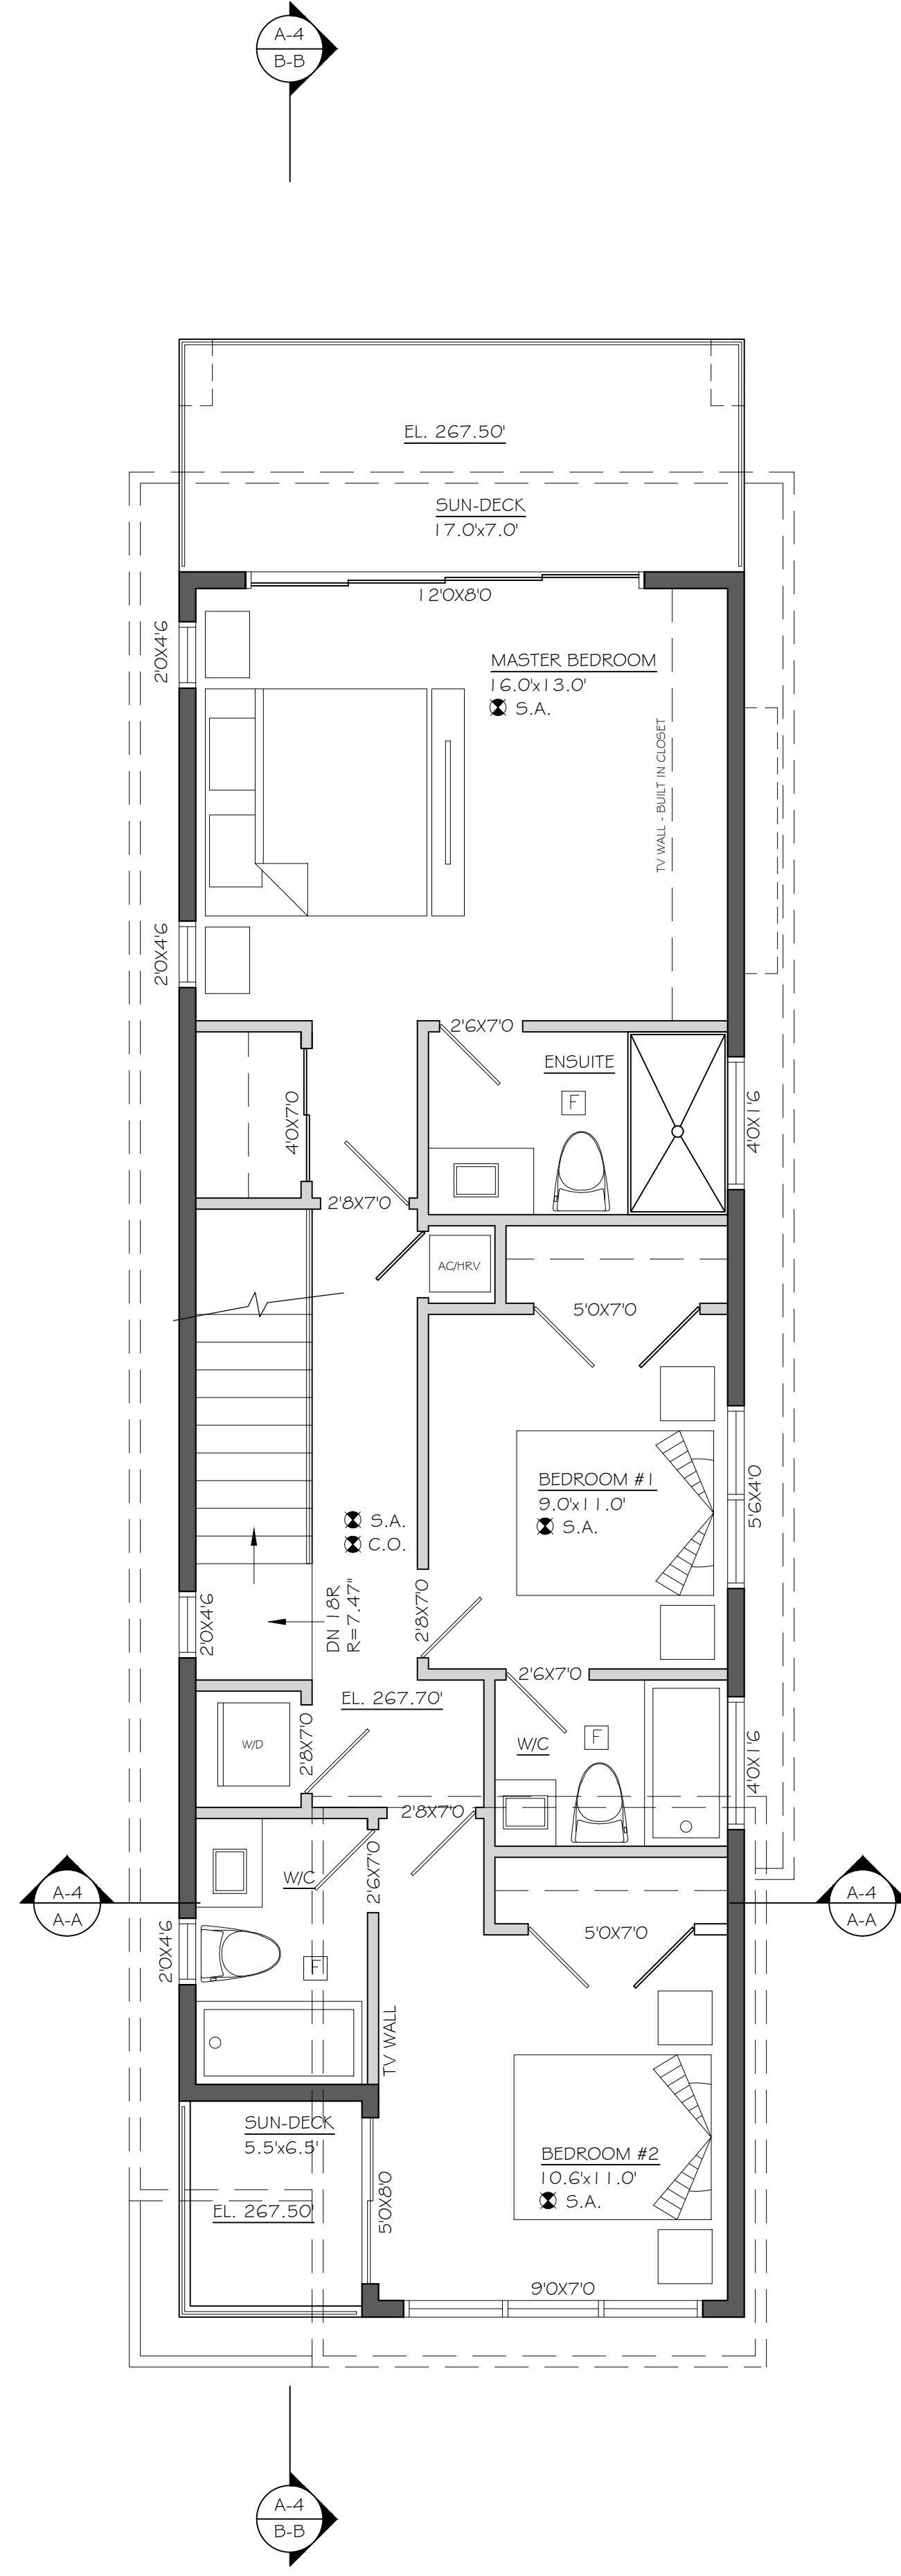 A-4
B-B
EL. 267.50'
SUN-DECK
17.0'x7.0'
12'0X8'0
2'0X4'6
MASTER BEDROOM
16.0'x13.0'
S.A.
TV WALL - BUILT IN CLOSET
2'0X4'6
2'6X7'0
ENSUITE
F
4'0X7'0
4'0X1'6
2'8X7'0
AC/HRV
5'0X7'0
BEDROOM #1
9.0'x11.0'
S.A.
5'6X4'0
S.A.
C.O.
2'0X4'6
DN 18R
R=7.47"
2'8X7'0
2'6X7'0
EL. 267.70'
W/D
2'8X7'0
W/C
F
4'0X1'6
2'8X7'0
W/C
2'6X7'0
A-4
A-A
A-4
A-A
5'0X7'0
2'0X4'6
F
TV WALL
SUN-DECK
5.5'x6.5'
BEDROOM #2
10.6'x11.0'
S.A.
EL. 267.50'
5'0X8'0
9'0X7'0
A-4
B-B